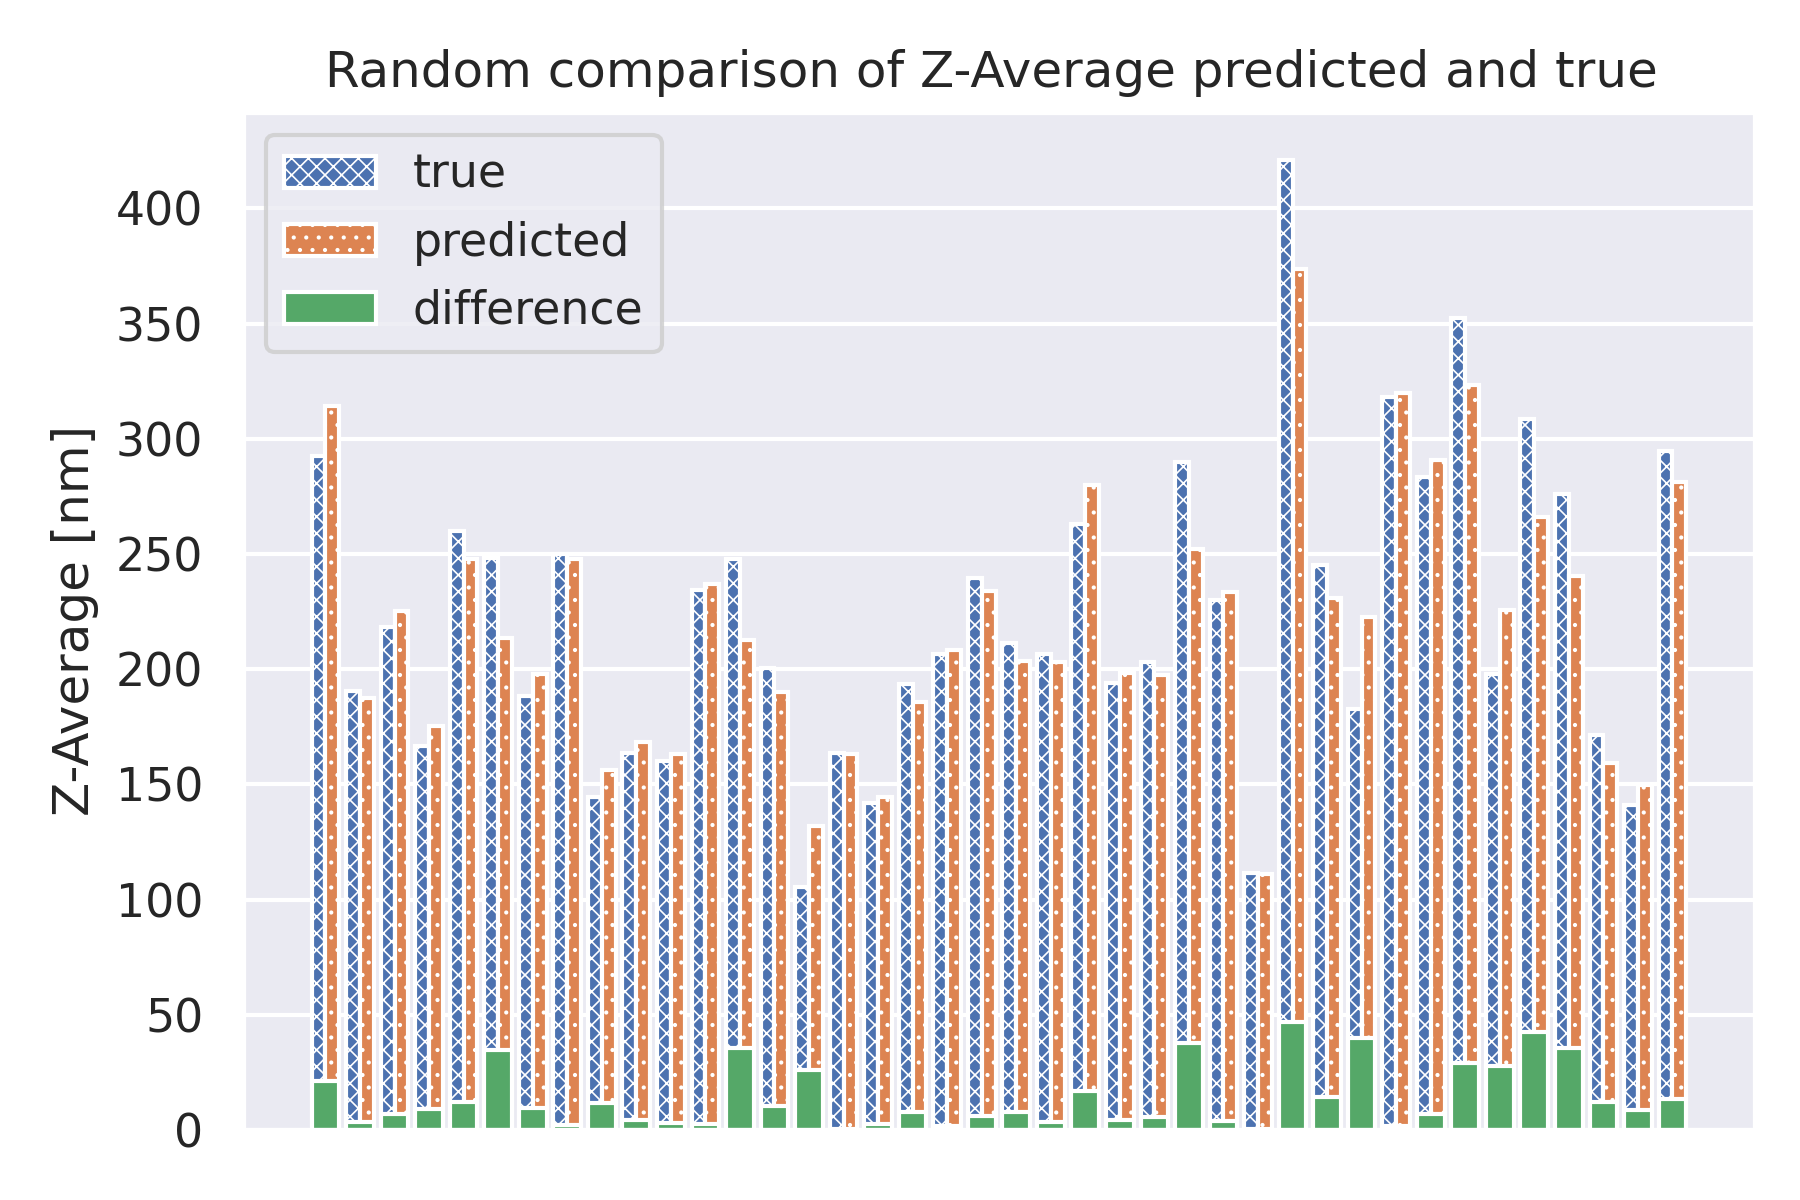 Random comparison of Z-Average predicted and true
true
predicted
difference
Z-Average [nm]
400
350
300
250
200
150
100
50
0